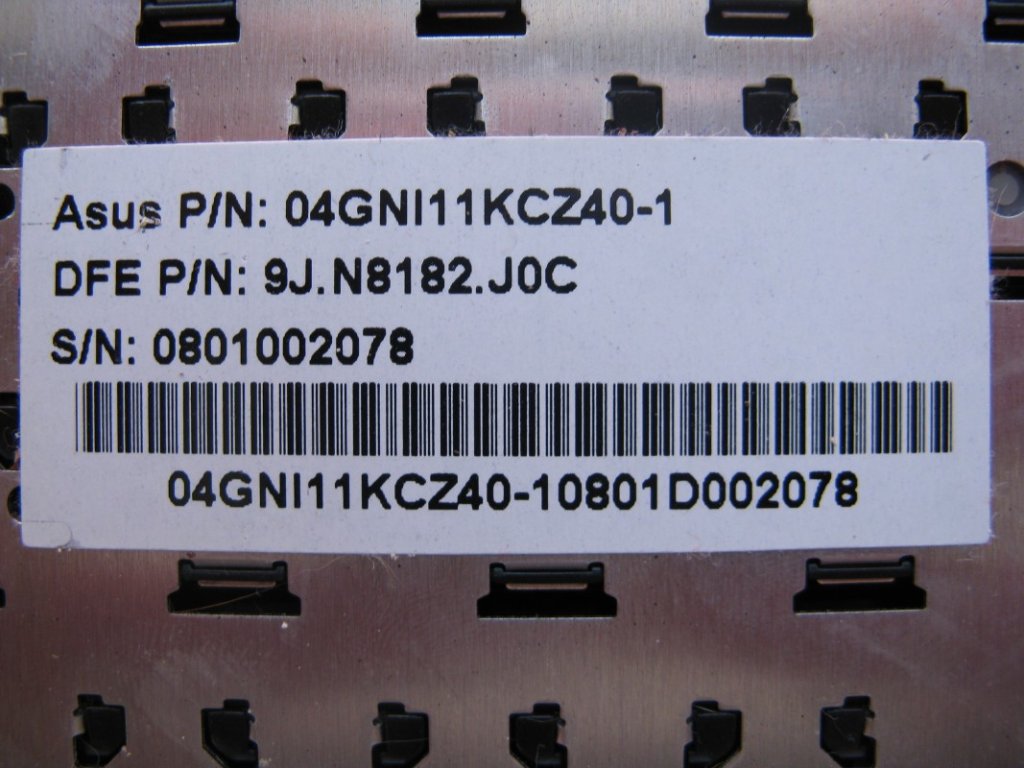 Asus P/N: 04GNI11KCZ40-1
DFE P/N: 9J.N8182.J0C
S/N: 0801002078
04GNI11KCZ40-10801D002078